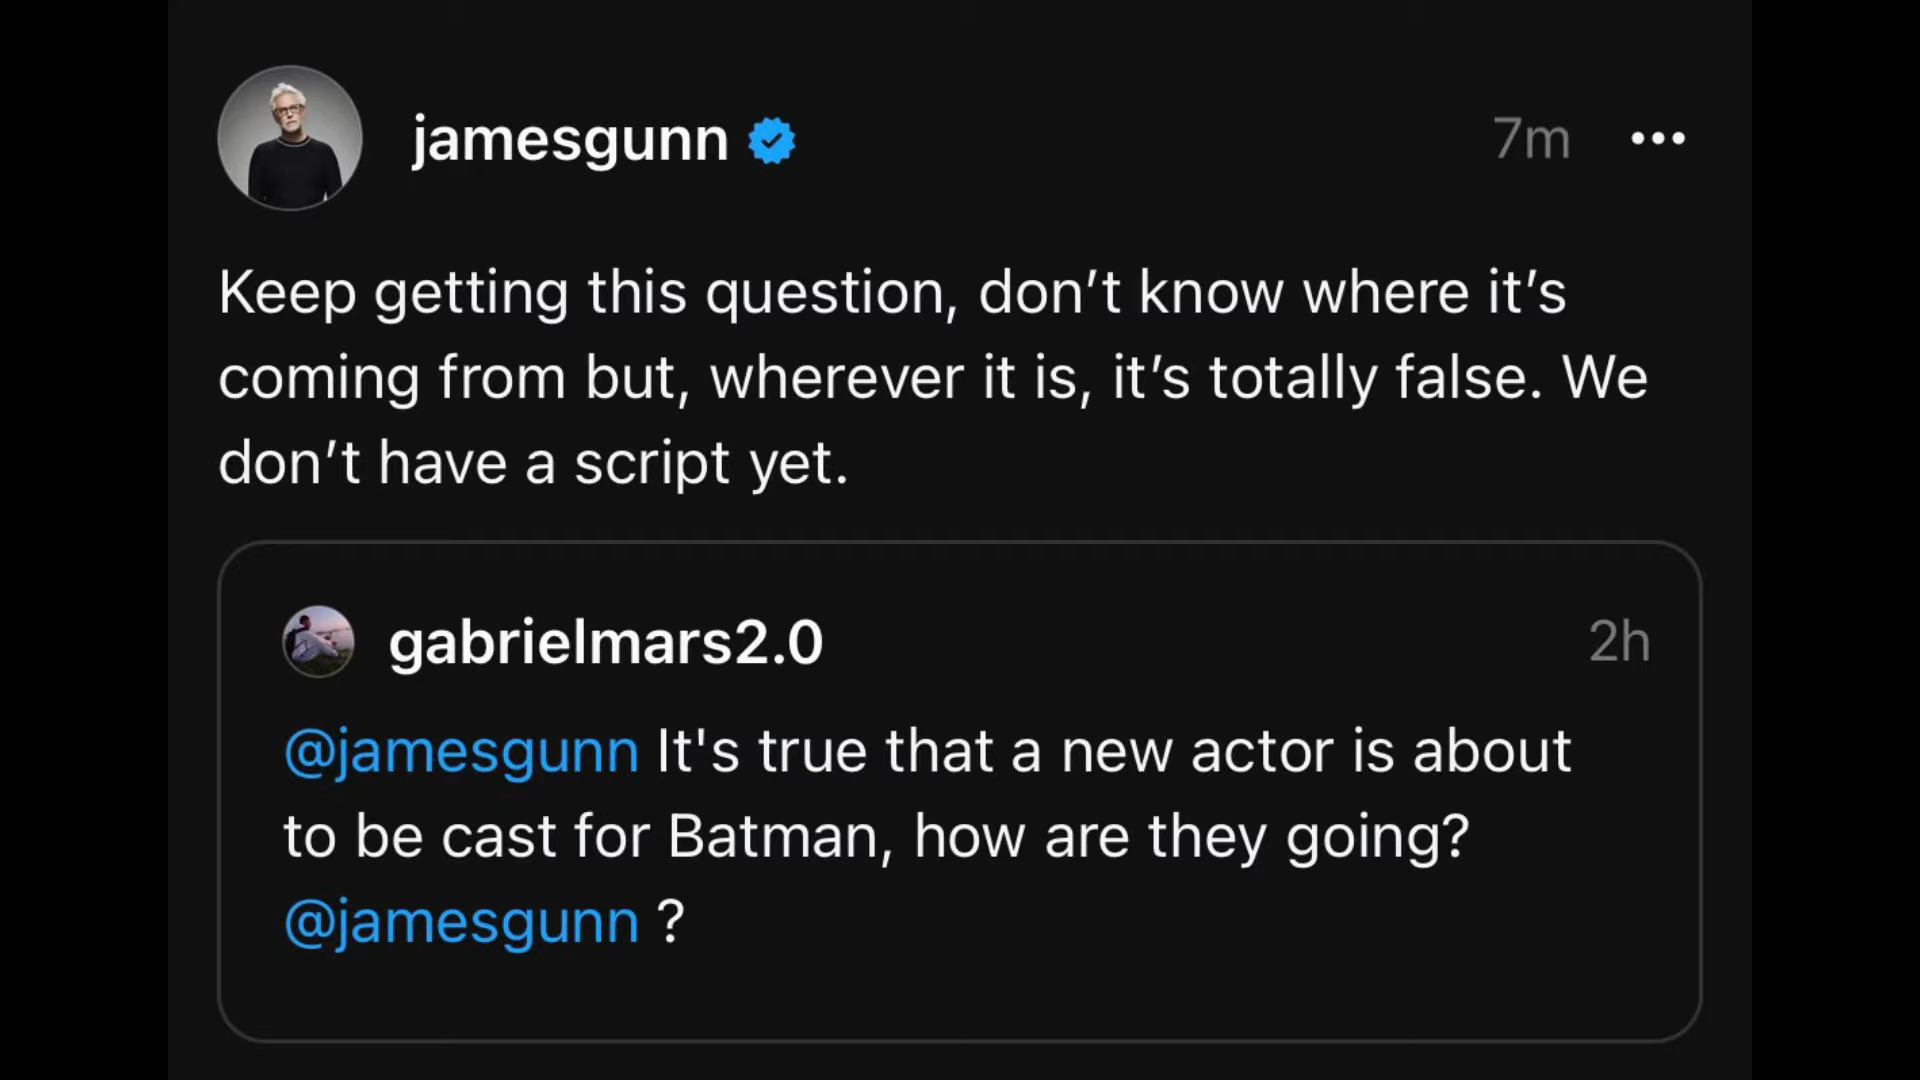 jamesgunn
7m
Keep getting this question, don’t know where it’s
coming from but, wherever it is, it’s totally false. We
don’t have a script yet.
gabrielmars2.0
2h
@jamesgunn It's true that a new actor is about
to be cast for Batman, how are they going?
@jamesgunn ?